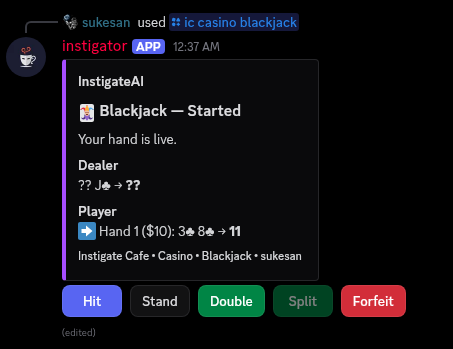 sukesan used ic casino blackjack
instigator APP 12:37 AM
InstigateAI
🃏 Blackjack — Started
Your hand is live.
Dealer
?? J♣ → ??
Player
➡️ Hand 1 ($10): 3♣ 8♣ → 11
Instigate Cafe • Casino • Blackjack • sukesan
Hit Stand Double Split Forfeit
(edited)